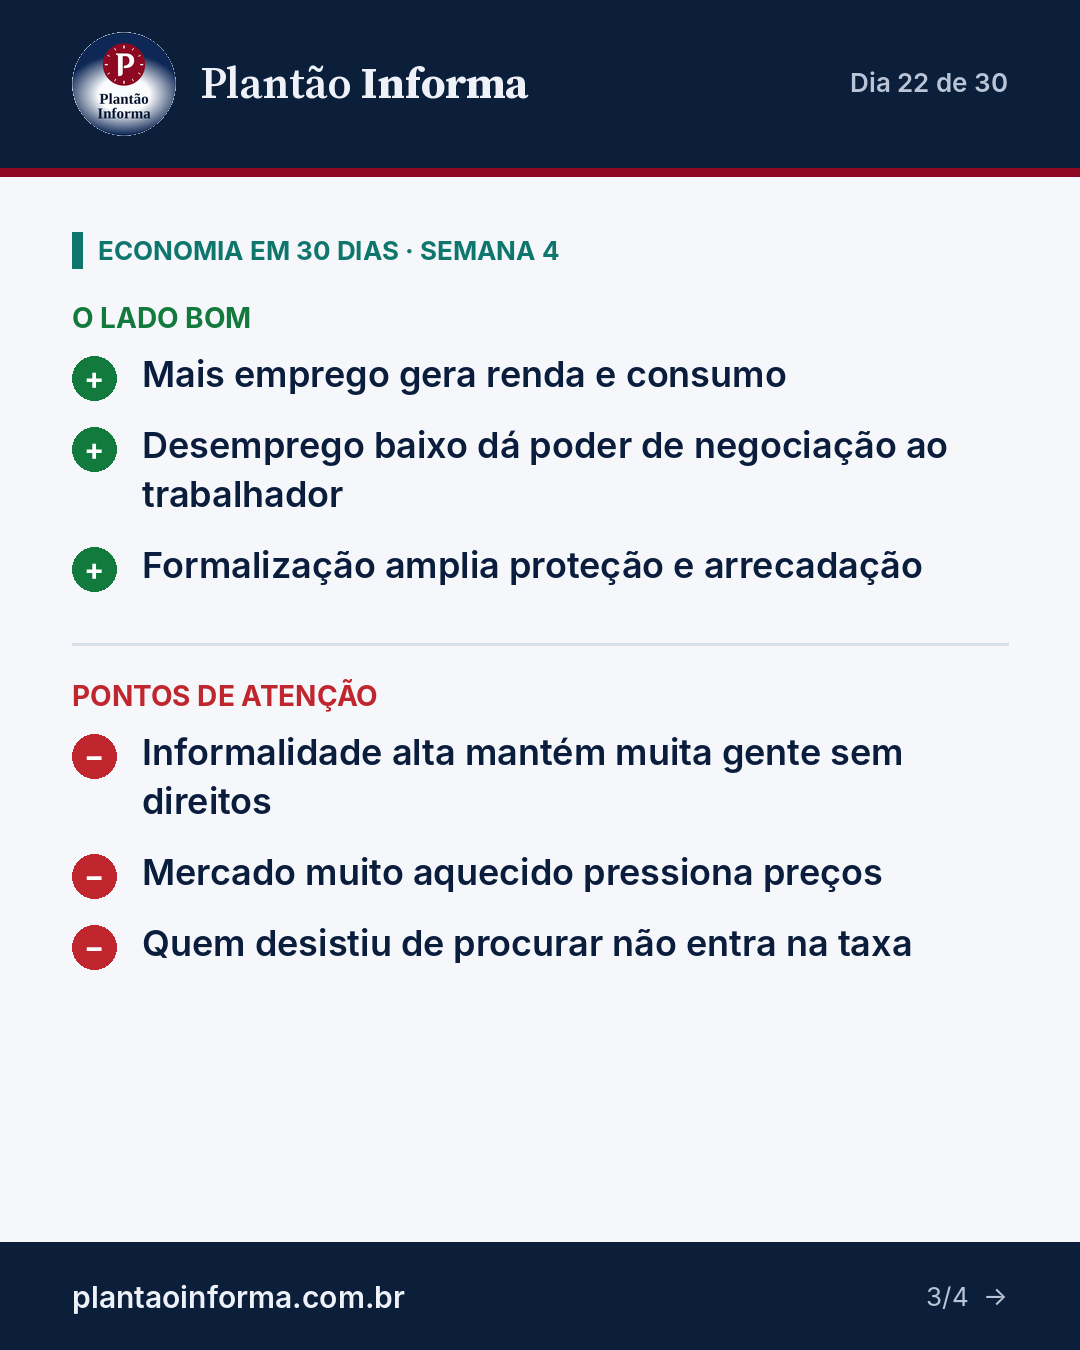 P
Plantão
Informa
Plantão Informa
Dia 22 de 30
ECONOMIA EM 30 DIAS · SEMANA 4
O LADO BOM
+ Mais emprego gera renda e consumo
+ Desemprego baixo dá poder de negociação ao
trabalhador
+ Formalização amplia proteção e arrecadação
PONTOS DE ATENÇÃO
– Informalidade alta mantém muita gente sem
direitos
– Mercado muito aquecido pressiona preços
– Quem desistiu de procurar não entra na taxa
plantaoinforma.com.br
3/4 →